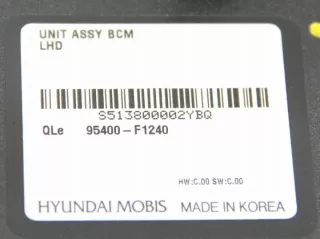 UNIT ASSY BCM
LHD
S513800002YBQ
QLe 95400-F1240
HW:C.00 SW:C.00
HYUNDAI MOBIS MADE IN KOREA